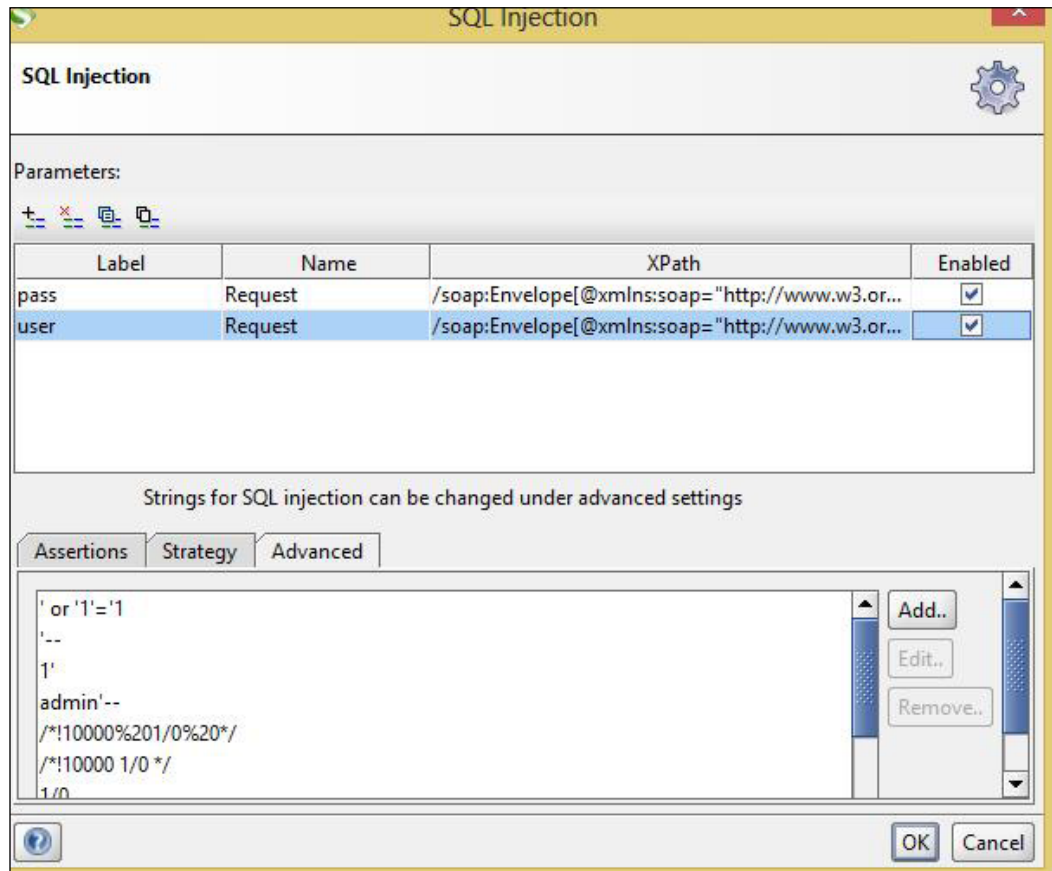 SQL Injection
SQL Injection
Parameters:
Label Name XPath Enabled
pass Request /soap:Envelope[@xmlns:soap="http://www.w3.or...
user Request /soap:Envelope[@xmlns:soap="http://www.w3.or...
Strings for SQL injection can be changed under advanced settings
Assertions Strategy Advanced
' or '1'='1
'--
1'
admin'--
/*!10000%201/0%20*/
/*!10000 1/0 */
1/0
Add..
Edit..
Remove..
OK Cancel